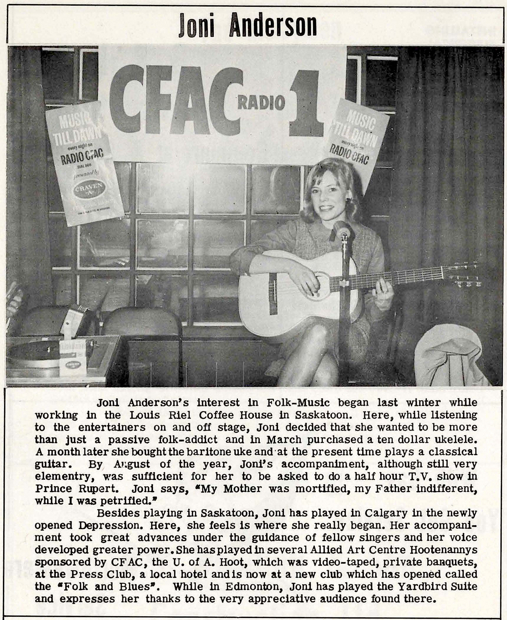 Joni Anderson
CFAC RADIO 1
MUSIC
TILL DAWN
RADIO CFAC
CRAVEN
MUSIC
TILL DAWN
RADIO CFAC
Joni Anderson's interest in Folk-Music began last winter while
working in the Louis Riel Coffee House in Saskatoon. Here, while listening
to the entertainers on and off stage, Joni decided that she wanted to be more
than just a passive folk-addict and in March purchased a ten dollar ukelele.
A month later she bought the baritone uke and at the present time plays a classical
guitar. By August of the year, Joni's accompaniment, although still very
elementry, was sufficient for her to be asked to do a half hour T.V. show in
Prince Rupert. Joni says, "My Mother was mortified, my Father indifferent,
while I was petrified."
Besides playing in Saskatoon, Joni has played in Calgary in the newly
opened Depression. Here, she feels is where she really began. Her accompani-
ment took great advances under the guidance of fellow singers and her voice
developed greater power. She has played in several Allied Art Centre Hootenannys
sponsored by CFAC, the U. of A. Hoot, which was video-taped, private banquets,
at the Press Club, a local hotel and is now at a new club which has opened called
the "Folk and Blues". While in Edmonton, Joni has played the Yardbird Suite
and expresses her thanks to the very appreciative audience found there.